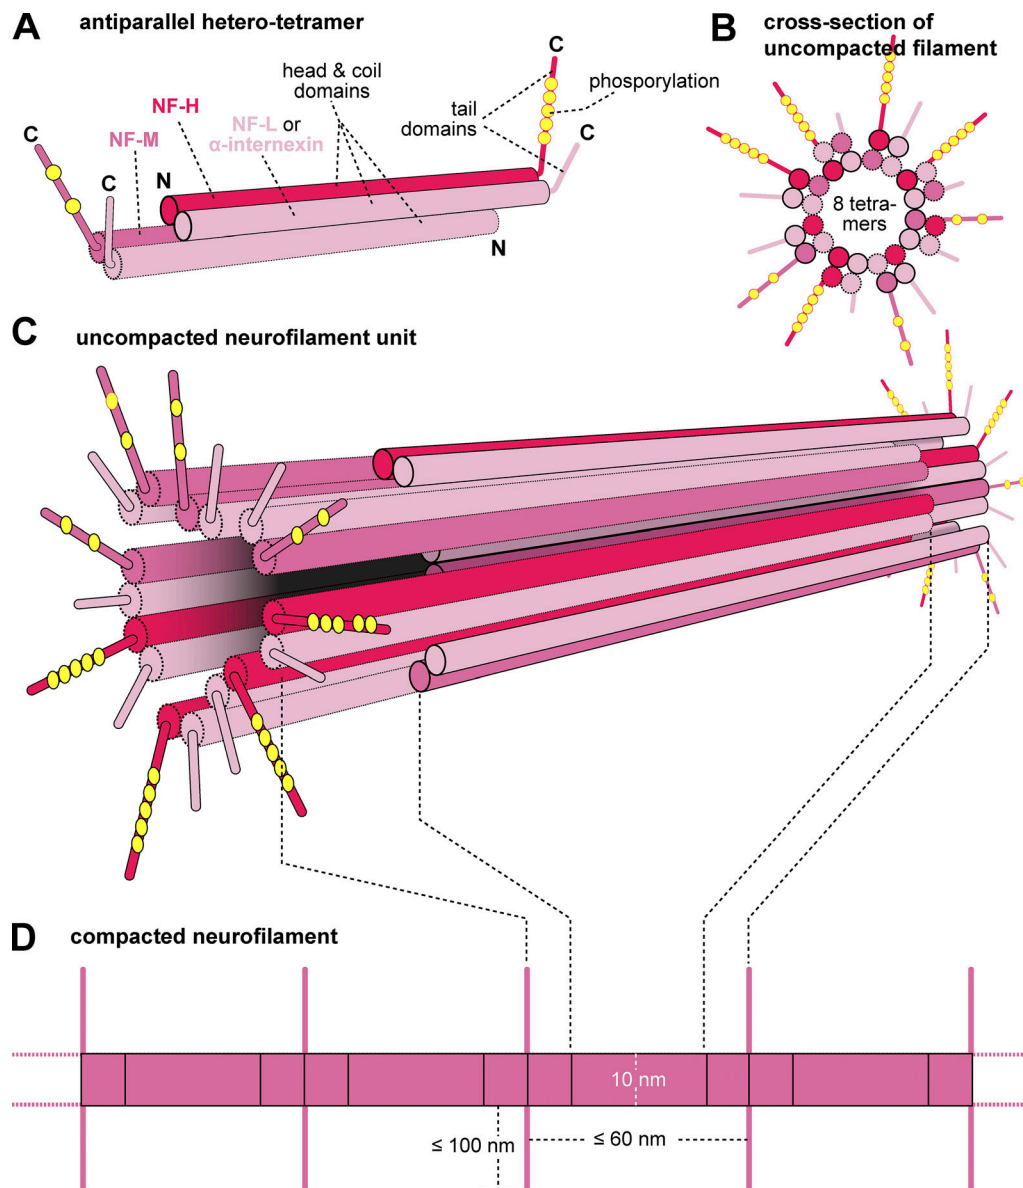 A antiparallel hetero-tetramer
C
NF-M
C
NF-H
N
NF-L or
α-internexin
head & coil
domains
tail
domains
C
phosporylation
C
N
B cross-section of
uncompacted filament
8 tetra-
mers
C uncompacted neurofilament unit
D compacted neurofilament
10 nm
≤ 100 nm
≤ 60 nm